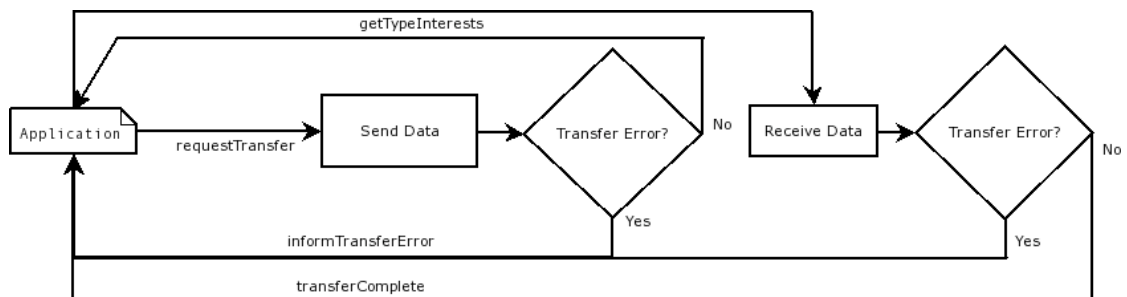 getTypeInterests
Application
requestTransfer
Send Data
Transfer Error?
No
Yes
Receive Data
Transfer Error?
No
Yes
informTransferError
transferComplete